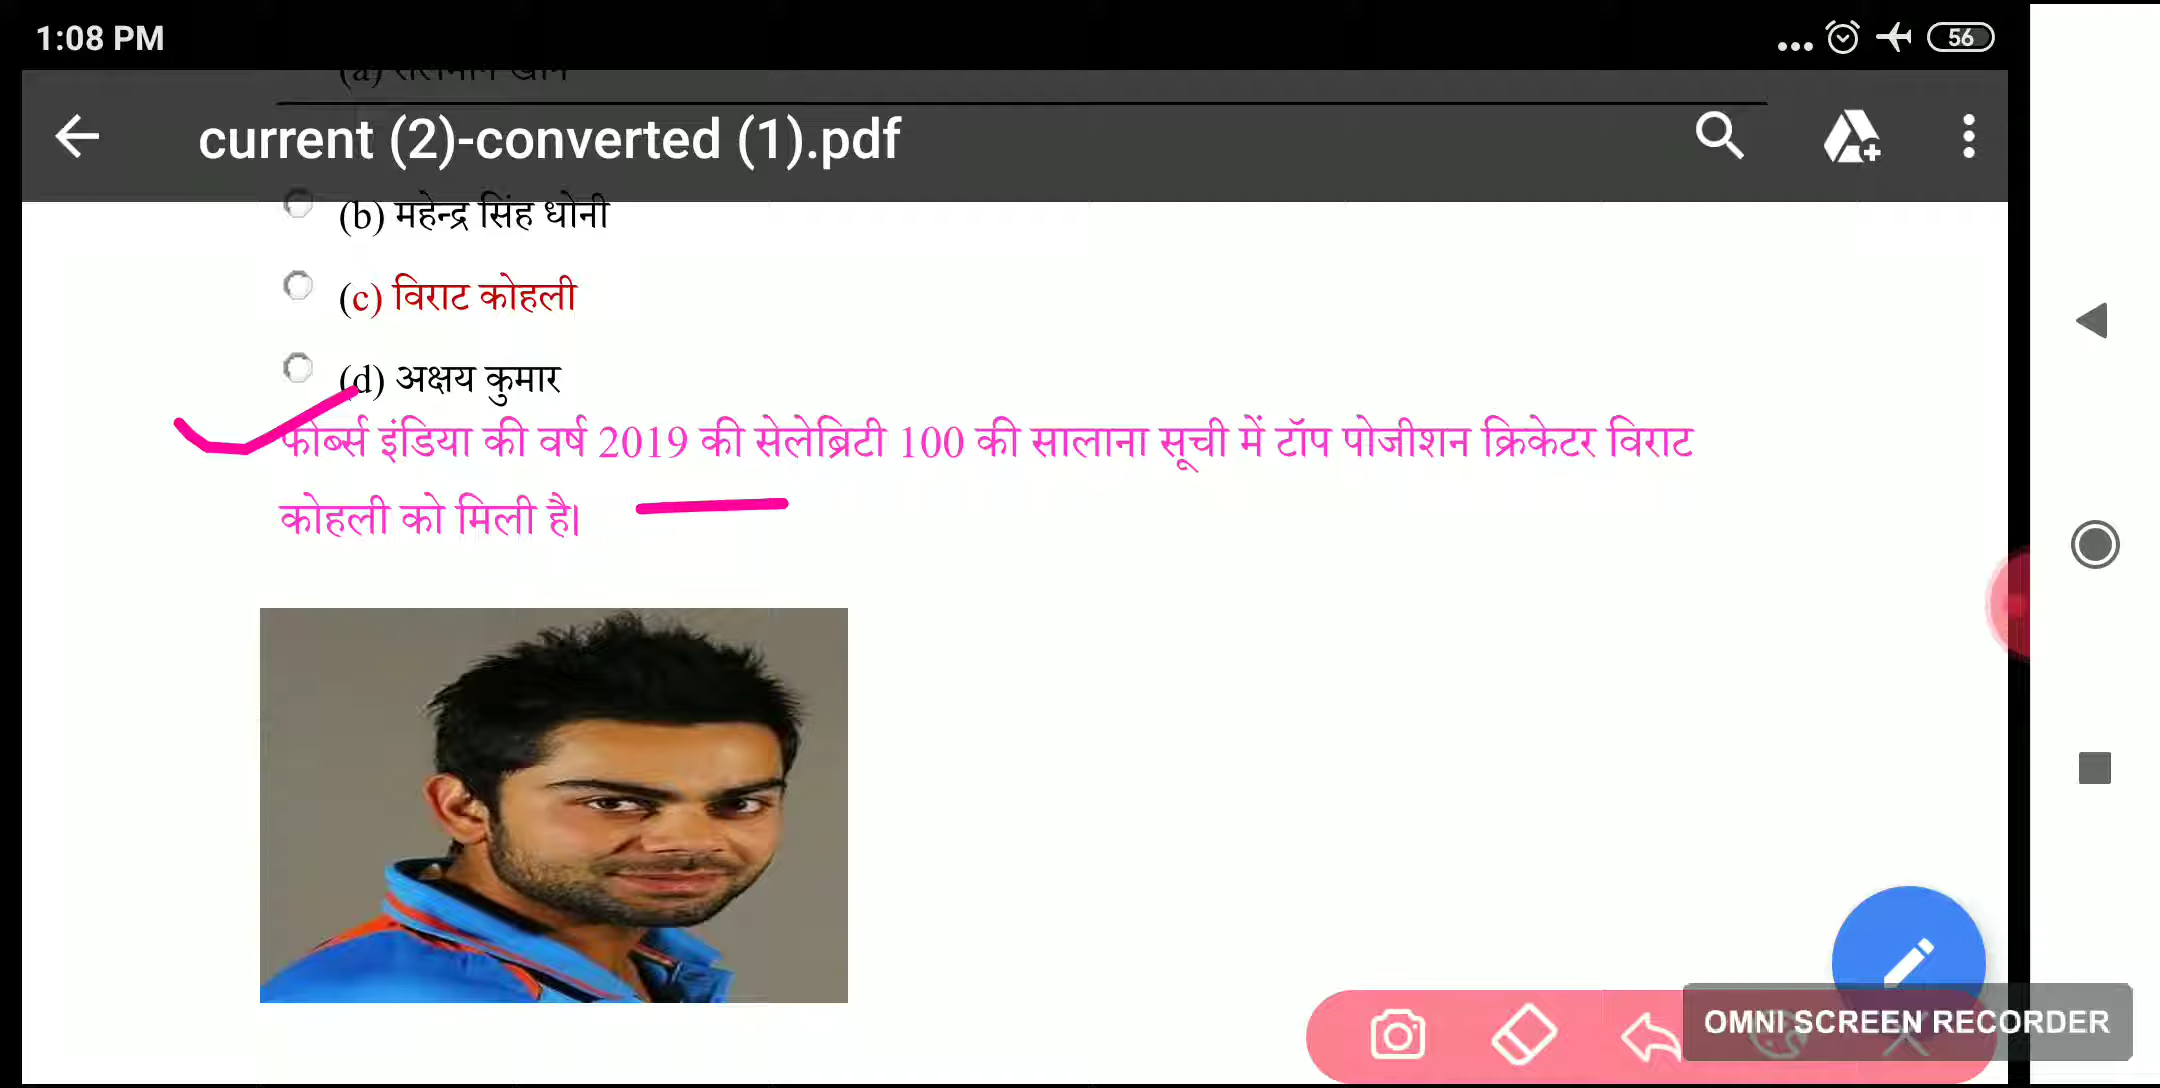 1:08 PM
56
(a) सलमान खान
current (2)-converted (1).pdf
(b) महेन्द्र सिंह धोनी
(c) विराट कोहली
(d) अक्षय कुमार
फोर्ब्स इंडिया की वर्ष 2019 की सेलेब्रिटी 100 की सालाना सूची में टॉप पोजीशन क्रिकेटर विराट
कोहली को मिली है।
OMNI SCREEN RECORDER